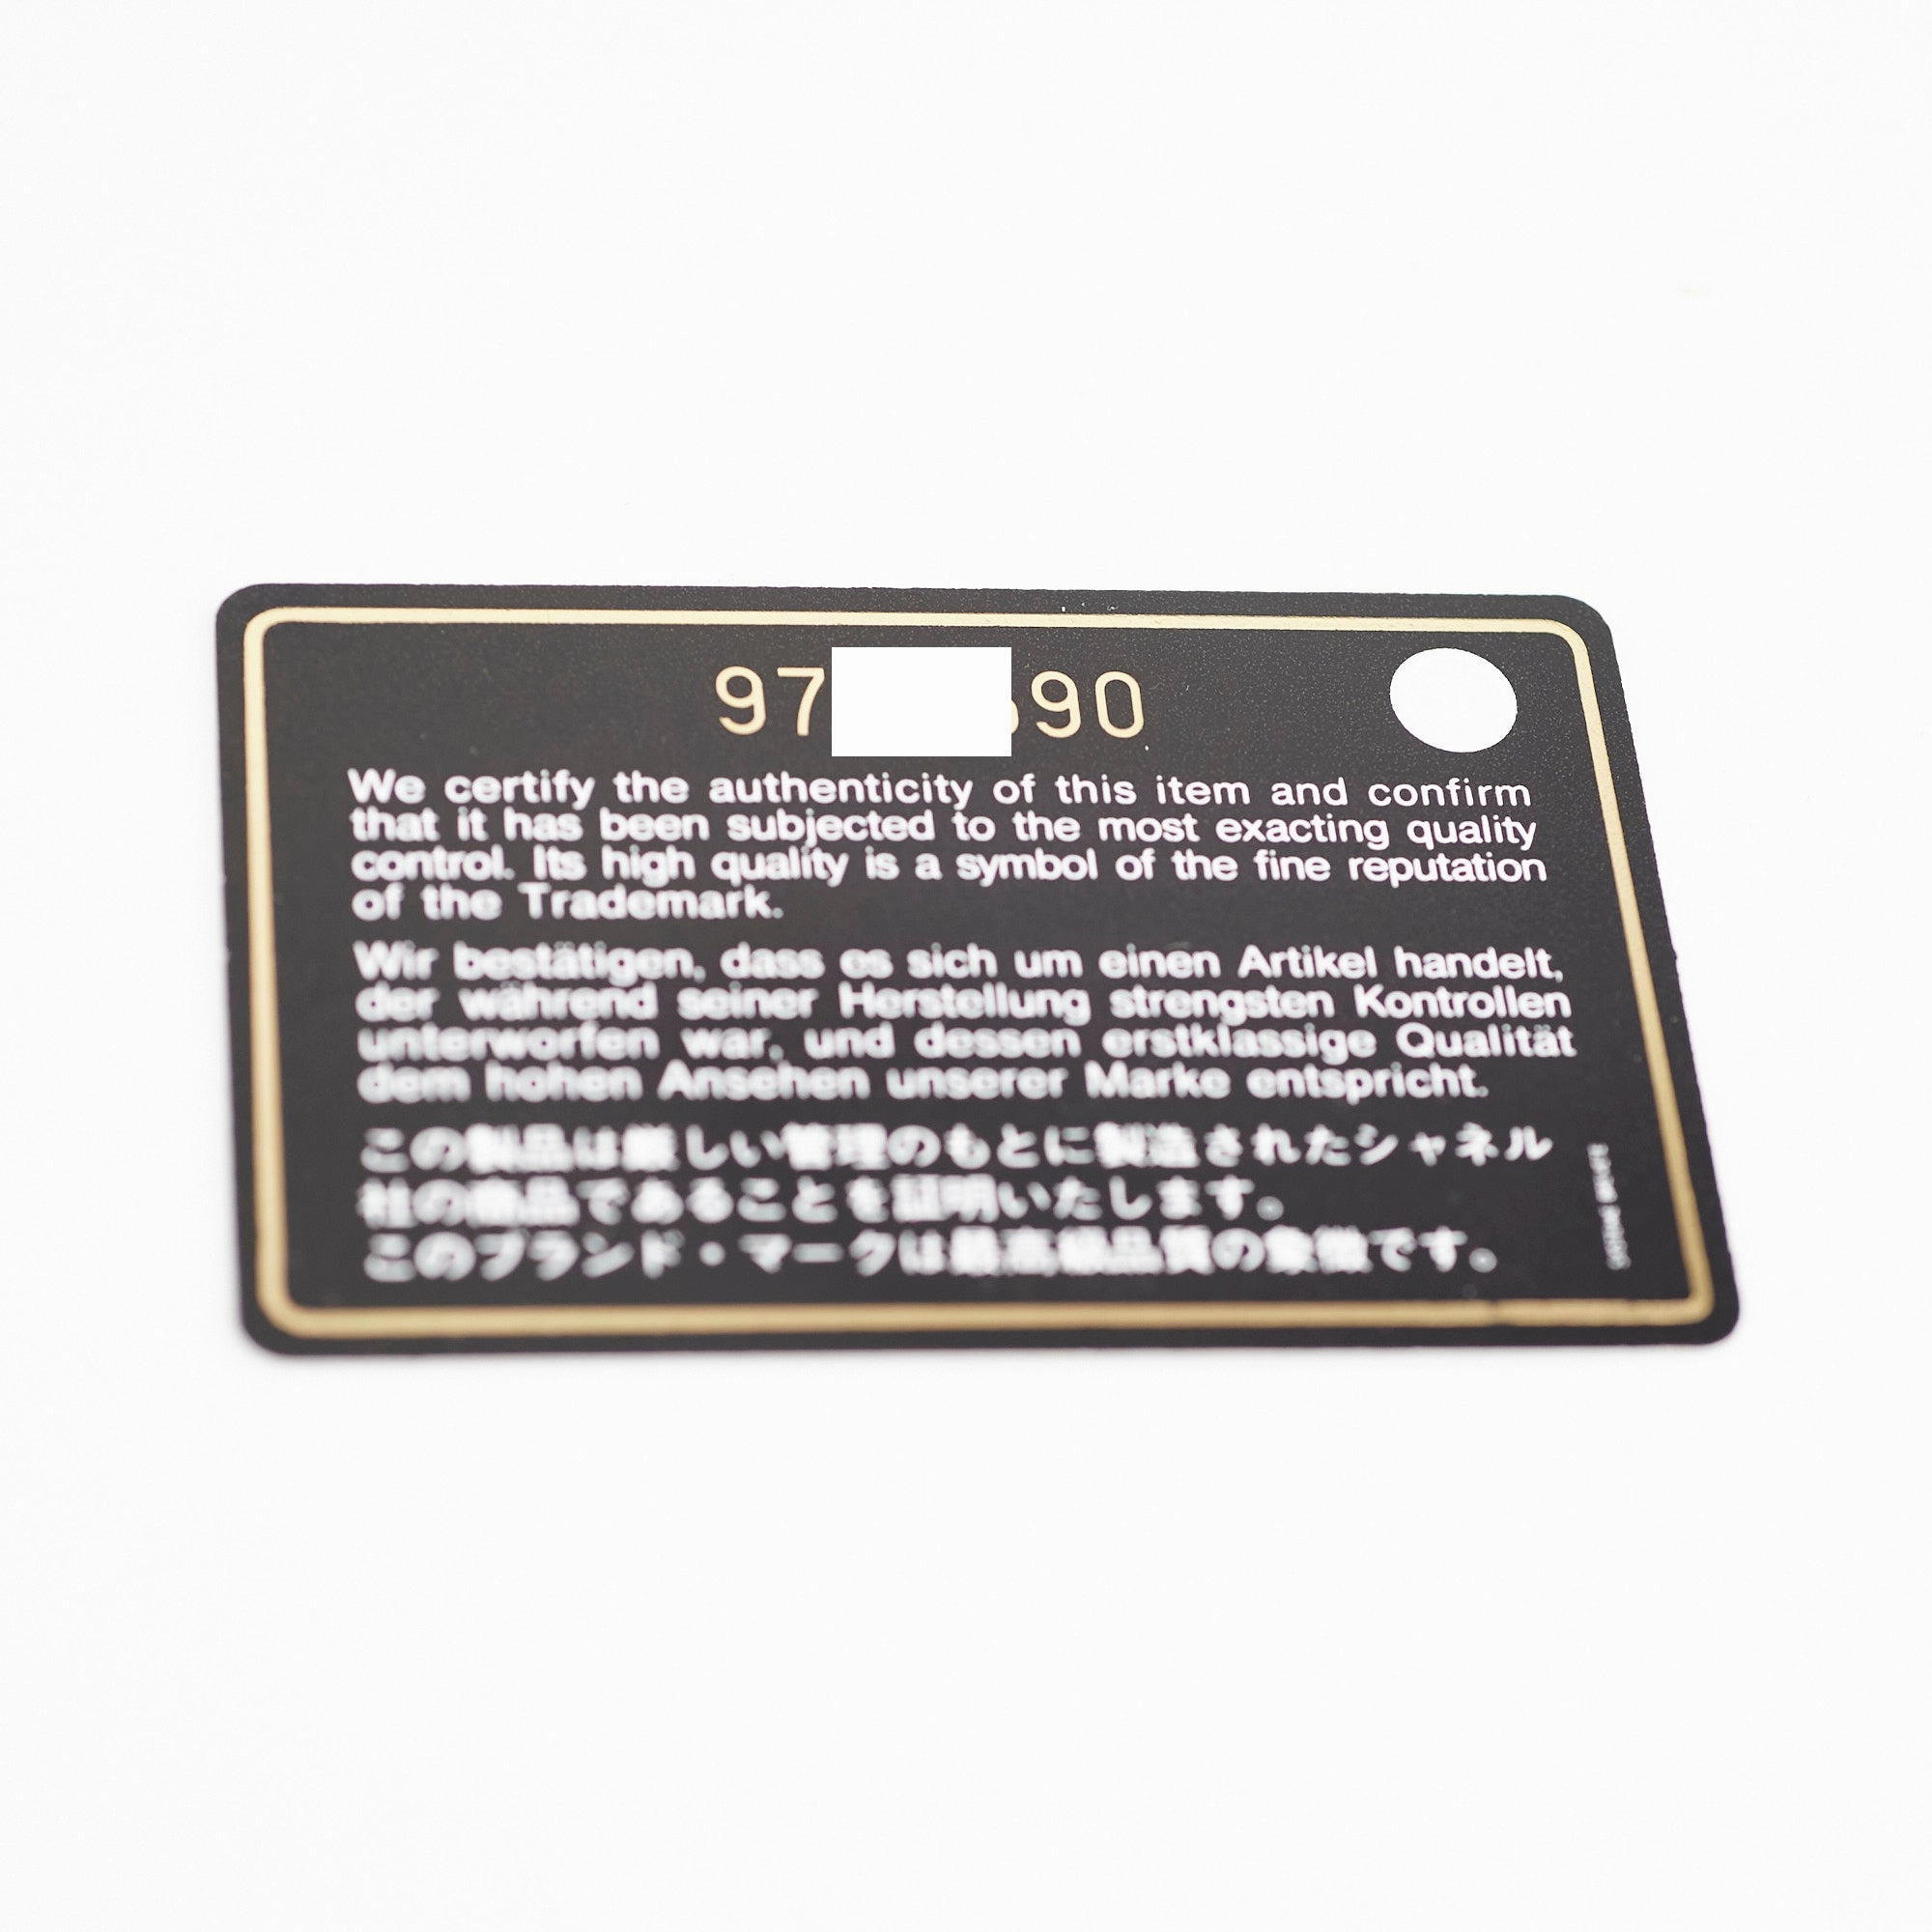 97 90
We certify the authenticity of this item and confirm
that it has been subjected to the most exacting quality
control. Its high quality is a symbol of the fine reputation
of the Trademark.
Wir bestätigen, dass es sich um einen Artikel handelt,
der während seiner Herstellung strengsten Kontrollen
unterworfen war, und dessen erstklassige Qualität
dem hohen Ansehen unserer Marke entspricht.
この製品は厳しい管理のもとに製造されたシャネル
社の商品であることを証明いたします。
このブランド・マークは最高級品質の象徴です。